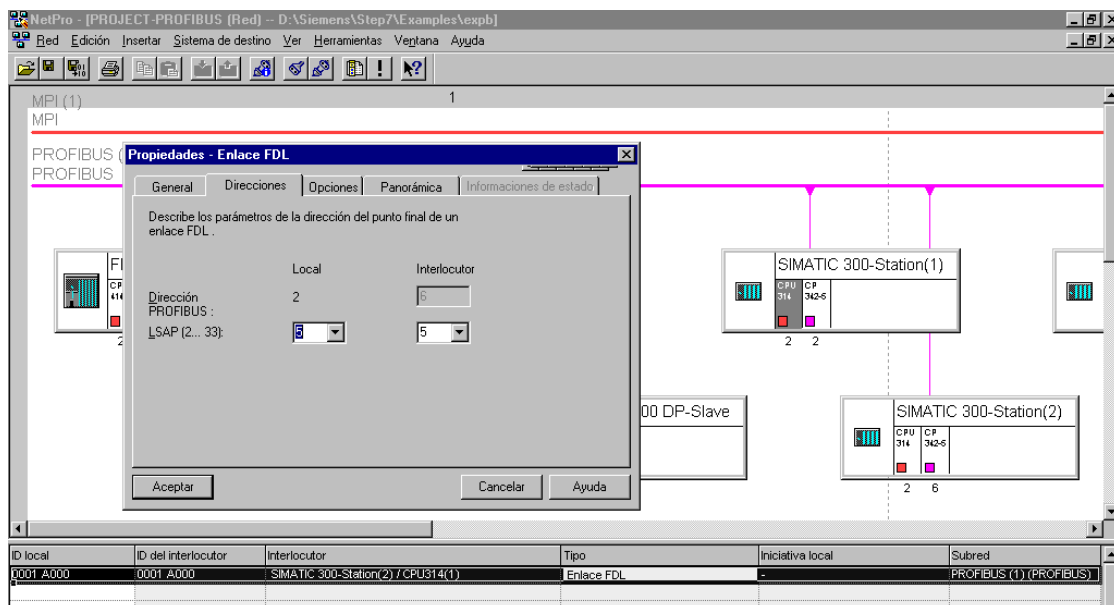 NetPro - [PROJECT-PROFIBUS (Red) -- D:\Siemens\Step7\Examples\expb]
Red Edición Insertar Sistema de destino Ver Herramientas Ventana Ayuda
MPI (1)
1
MPI
PROFIBUS (
PROFIBUS
Propiedades - Enlace FDL
General Direcciones Opciones Panorámica Informaciones de estado
Describe los parámetros de la dirección del punto final de un
enlace FDL .
Local Interlocutor
Dirección
PROFIBUS :
2 6
LSAP (2... 33): 5 5
Aceptar Cancelar Ayuda
SIMATIC 300-Station(1)
CPU CP
314 342-5
2 2
00 DP-Slave
SIMATIC 300-Station(2)
CPU CP
314 342-5
2 6
ID local ID del interlocutor Interlocutor Tipo Iniciativa local Subred
0001 A000 0001 A000 SIMATIC 300-Station(2) / CPU314(1) Enlace FDL - PROFIBUS (1) (PROFIBUS)